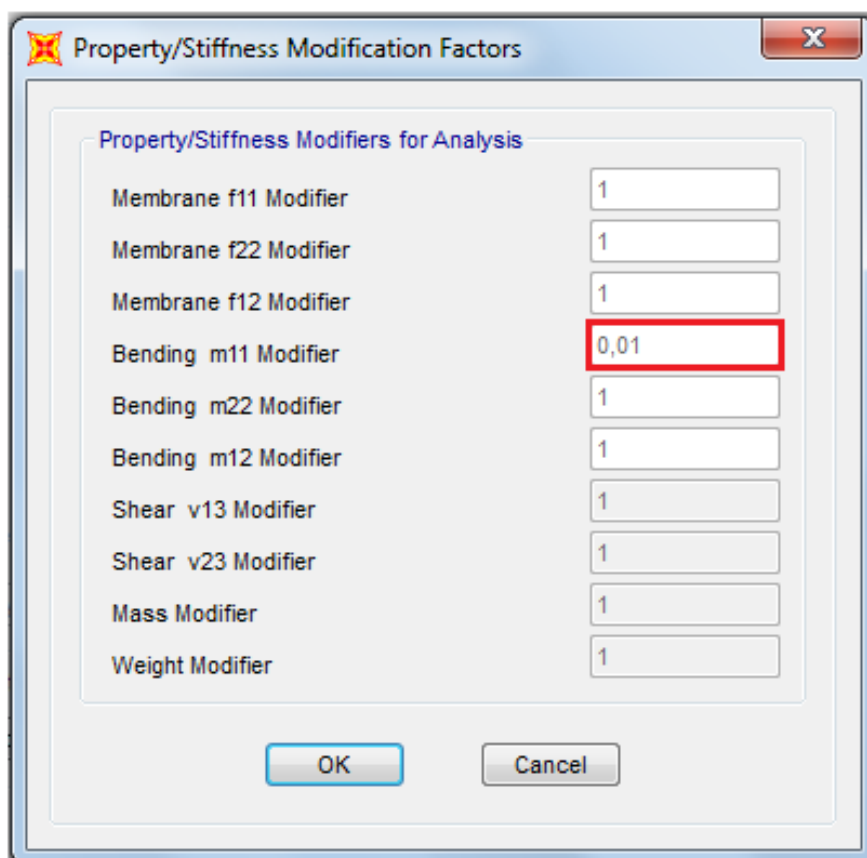 Property/Stiffness Modification Factors
Property/Stiffness Modifiers for Analysis
Membrane f11 Modifier 1
Membrane f22 Modifier 1
Membrane f12 Modifier 1
Bending m11 Modifier 0,01
Bending m22 Modifier 1
Bending m12 Modifier 1
Shear v13 Modifier 1
Shear v23 Modifier 1
Mass Modifier 1
Weight Modifier 1
OK Cancel